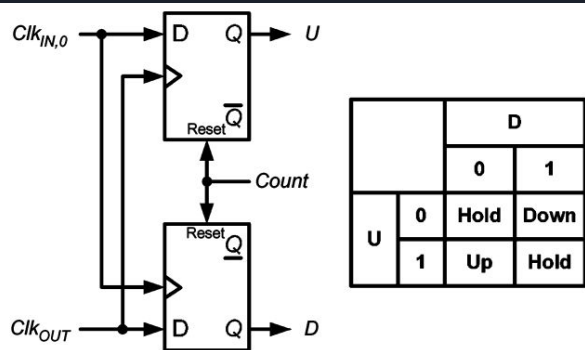 Clk_IN,0
D Q U
Q
Reset
Count
Reset Q
Clk_OUT D Q D
D
0 1
U 0 Hold Down
1 Up Hold